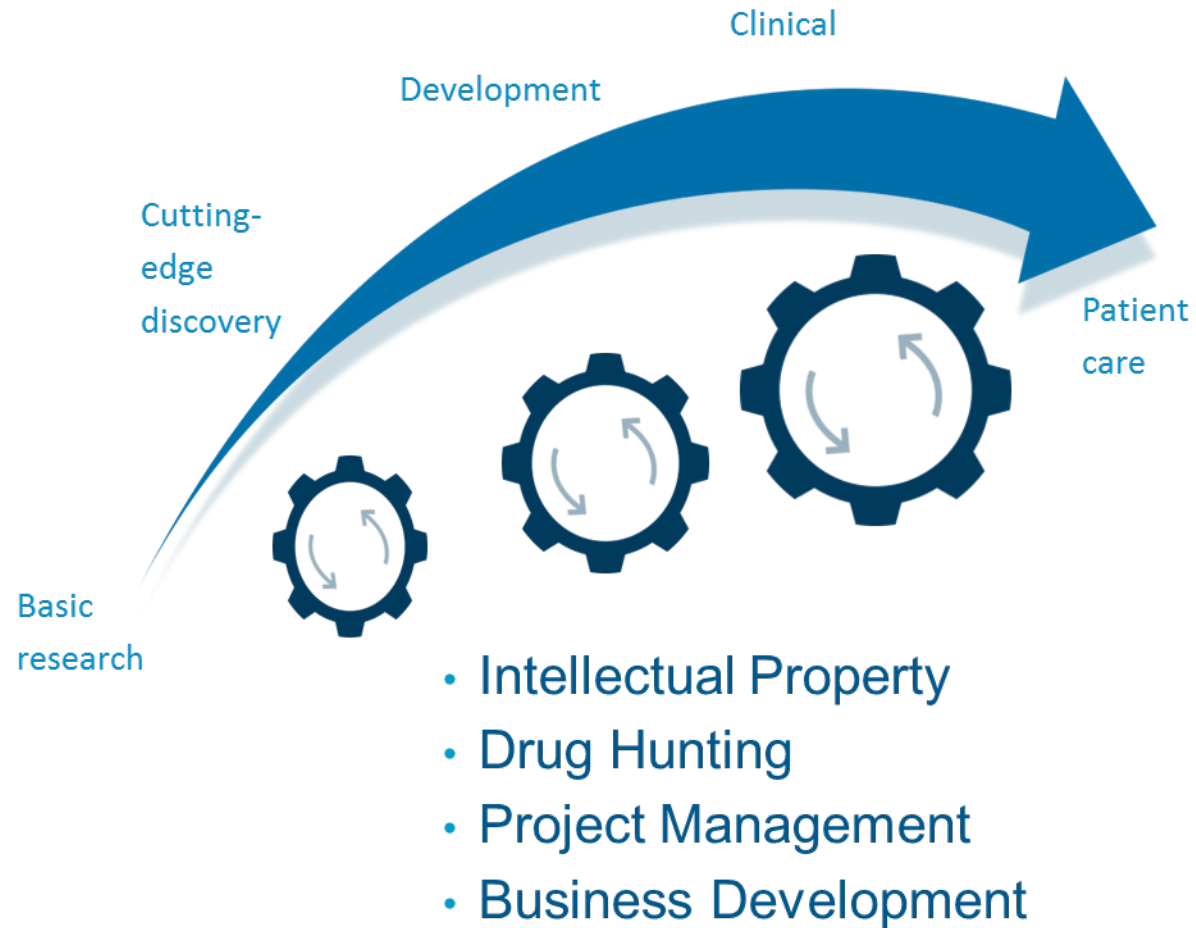 Clinical
Development
Cutting-
edge
discovery
Patient
care
Basic
research
• Intellectual Property
• Drug Hunting
• Project Management
• Business Development